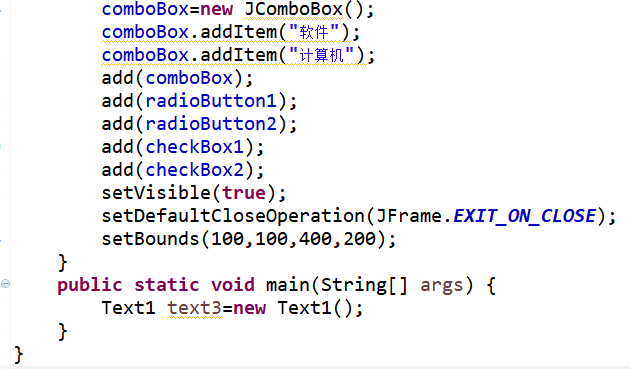 comboBox=new JComboBox();
comboBox.addItem("软件");
comboBox.addItem("计算机");
add(comboBox);
add(radioButton1);
add(radioButton2);
add(checkBox1);
add(checkBox2);
setVisible(true);
setDefaultCloseOperation(JFrame.EXIT_ON_CLOSE);
setBounds(100,100,400,200);
}
public static void main(String[] args) {
Text1 text3=new Text1();
}
}